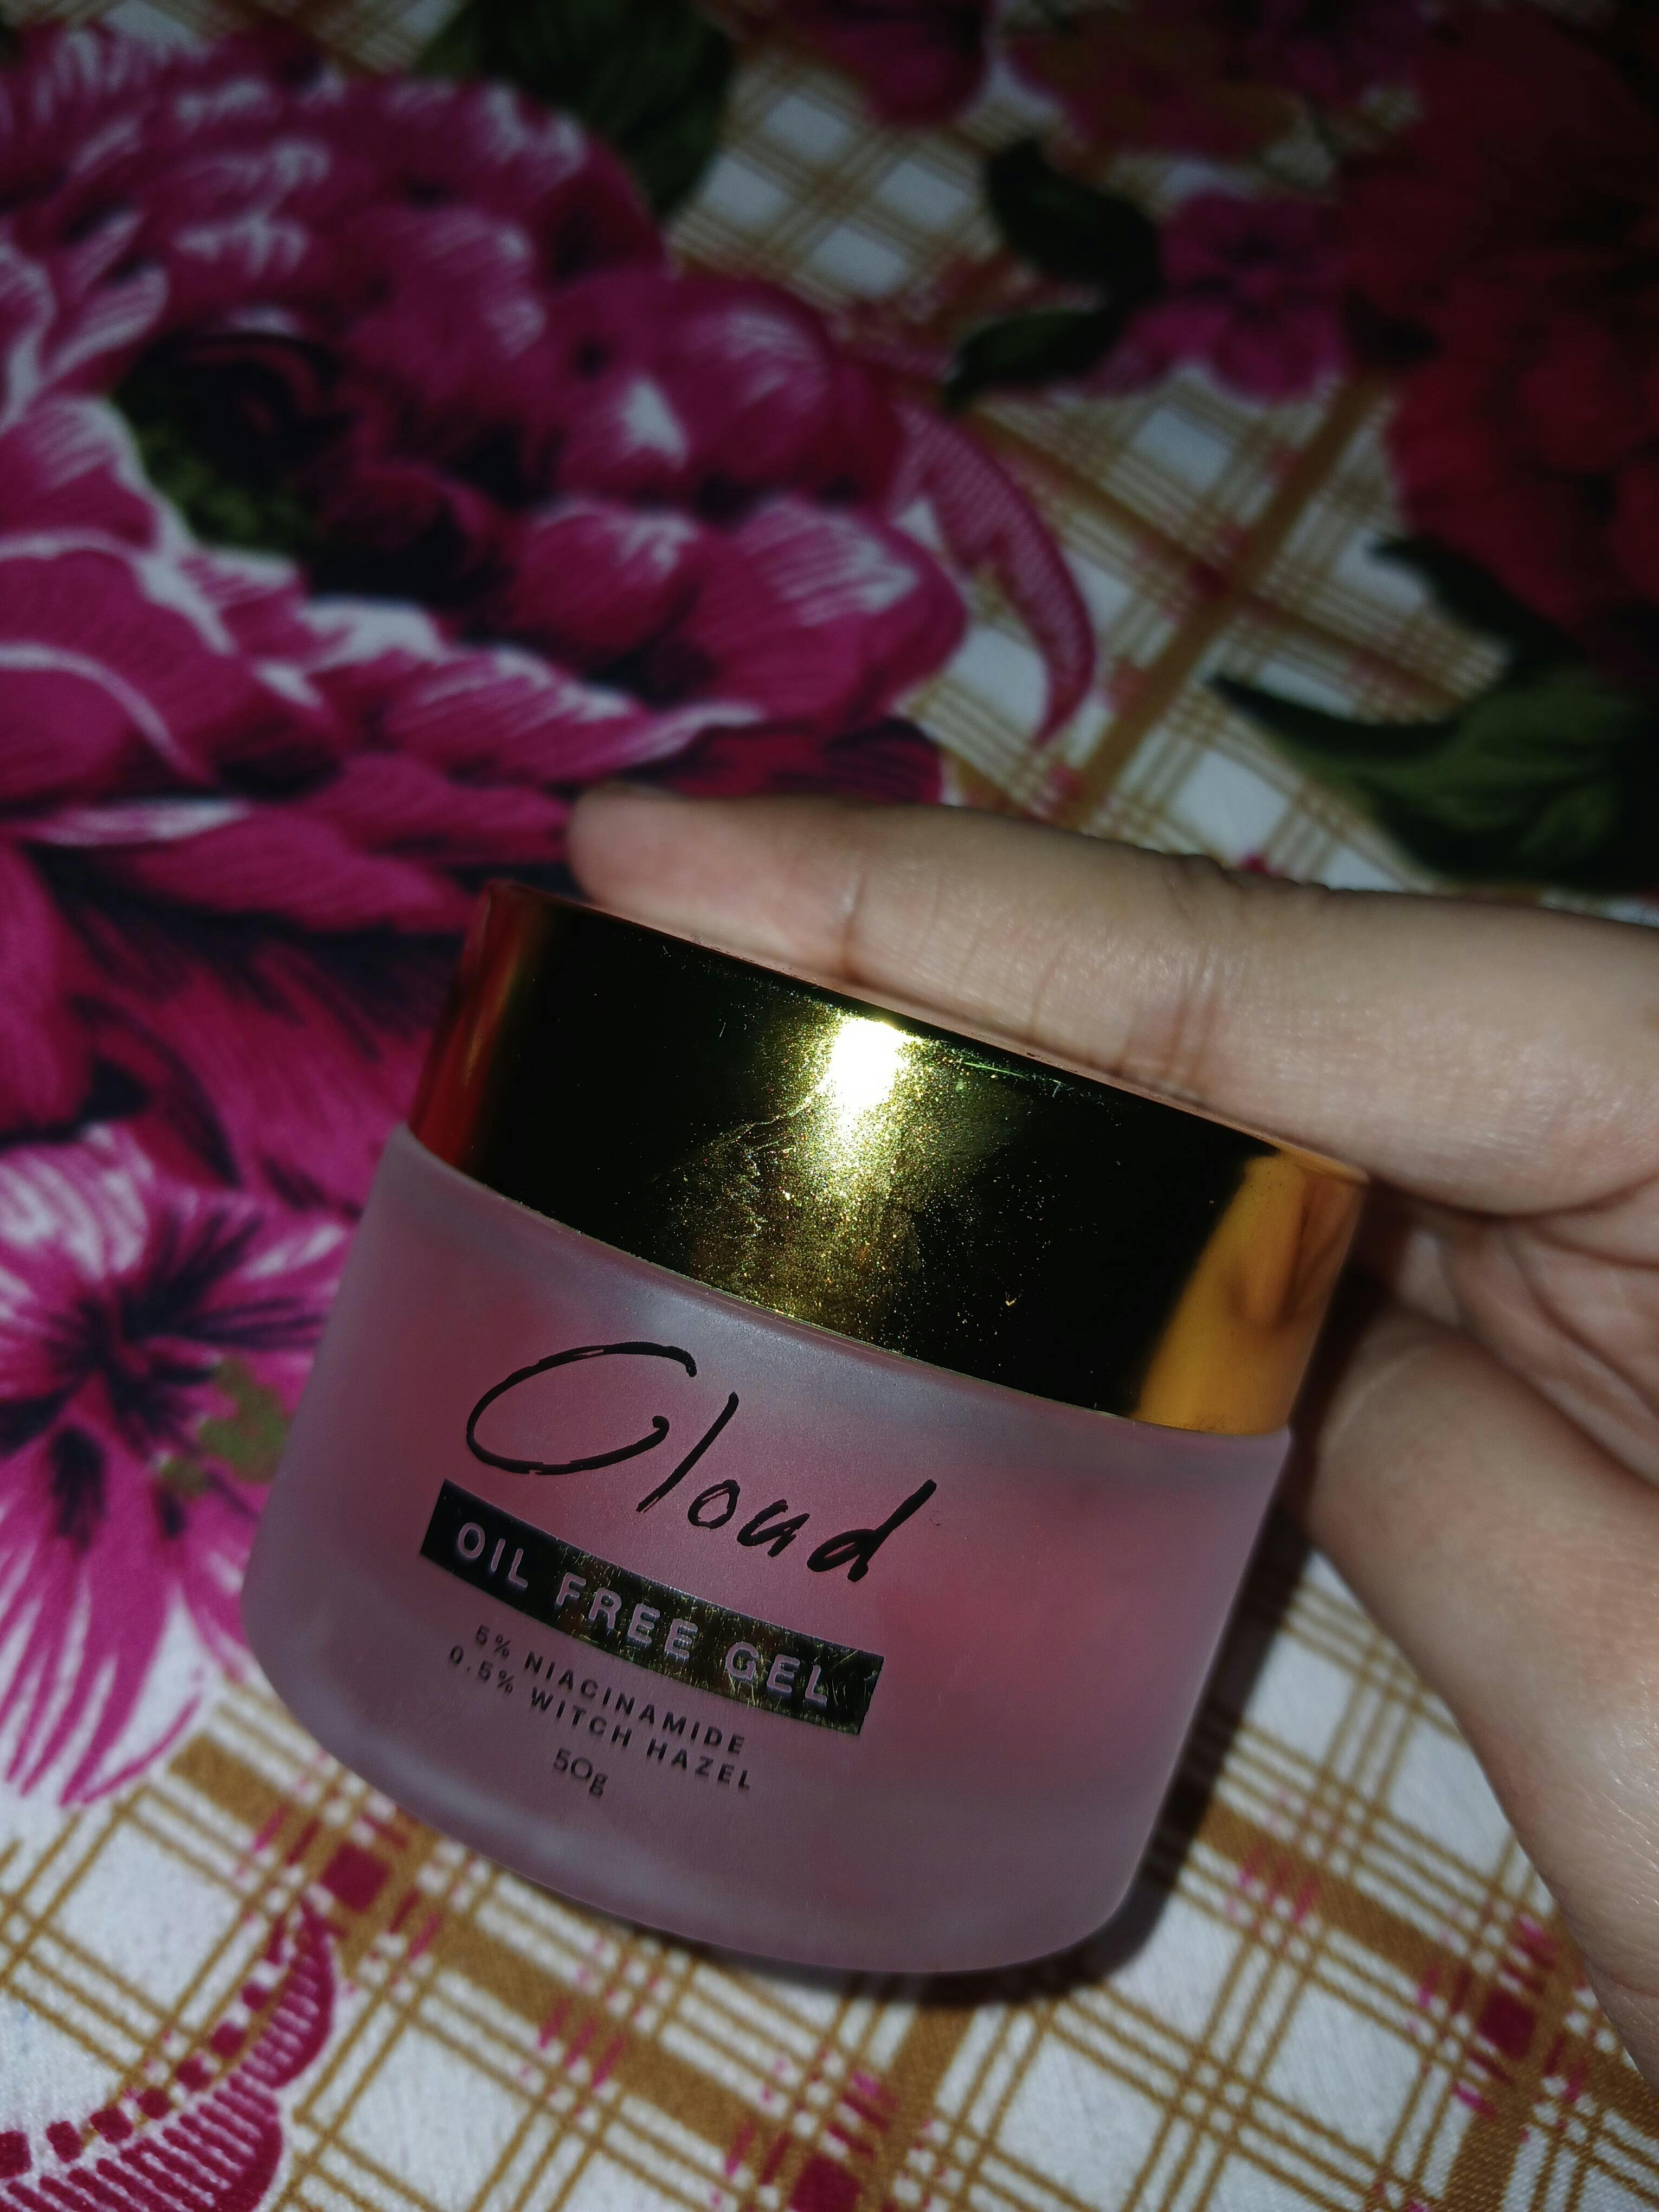 Cloud
OIL FREE GEL
5% NIACINAMIDE
0.5% WITCH HAZEL
50g